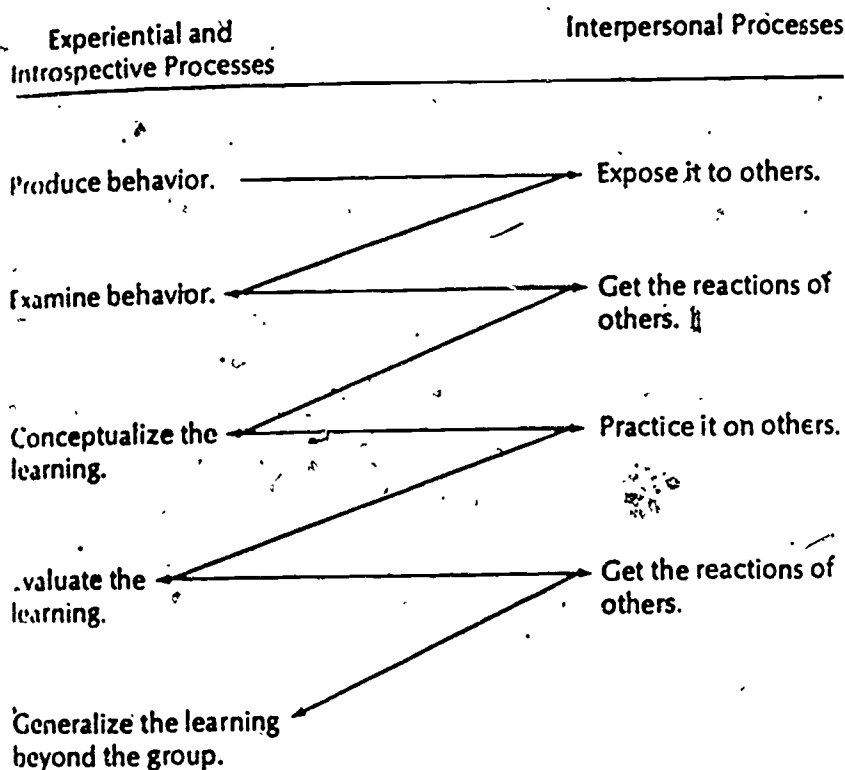 Experiential and
Introspective Processes
Interpersonal Processes
Produce behavior.
Expose it to others.
Examine behavior.
Get the reactions of
others.
Conceptualize the
learning.
Practice it on others.
.valuate the
learning.
Get the reactions of
others.
Generalize the learning
beyond the group.